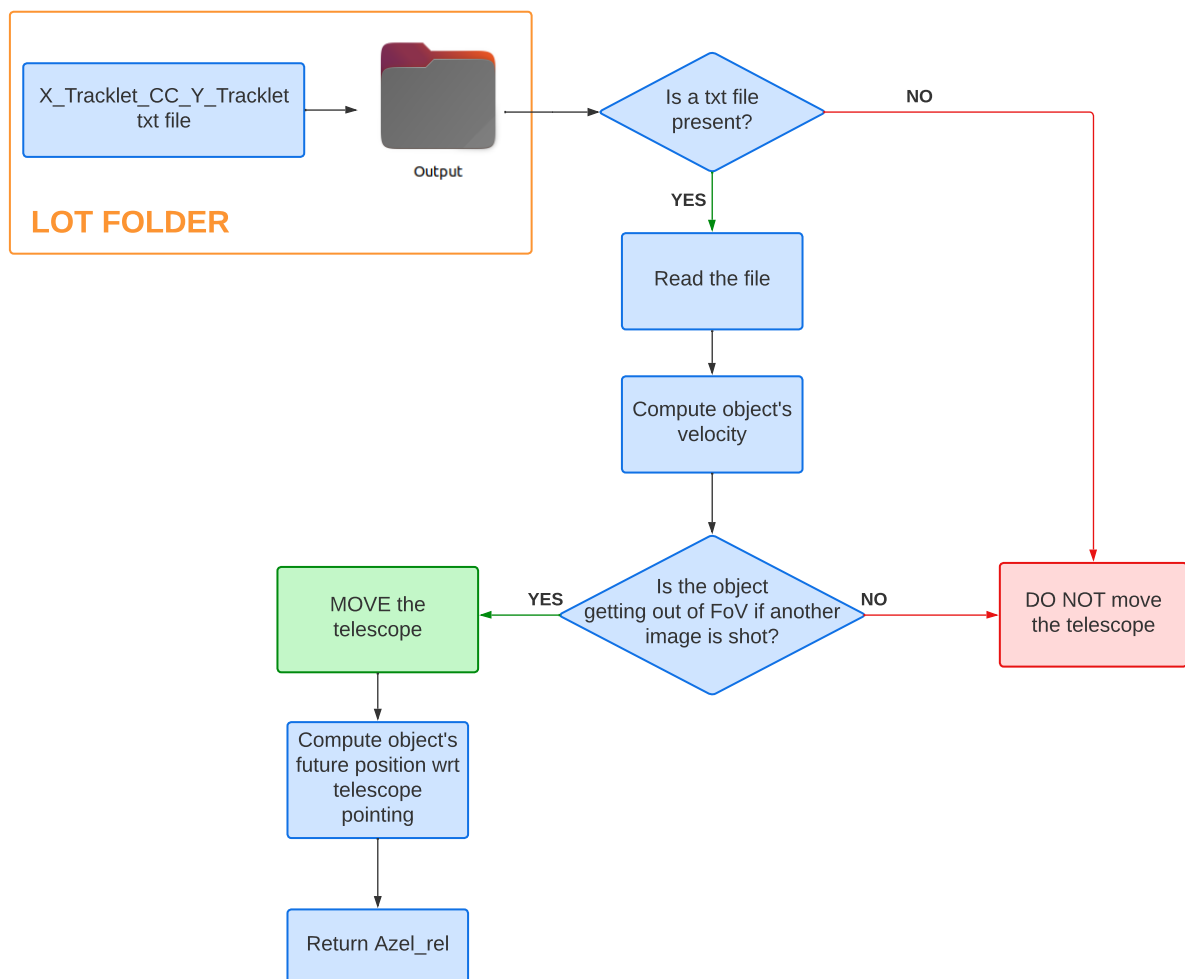 X_Tracklet_CC_Y_Tracklet
txt file
Output
LOT FOLDER
Is a txt file
present?
NO
YES
Read the file
Compute object's
velocity
Is the object
getting out of FoV if another
image is shot?
YES
NO
MOVE the
telescope
DO NOT move
the telescope
Compute object's
future position wrt
telescope
pointing
Return Azel_rel